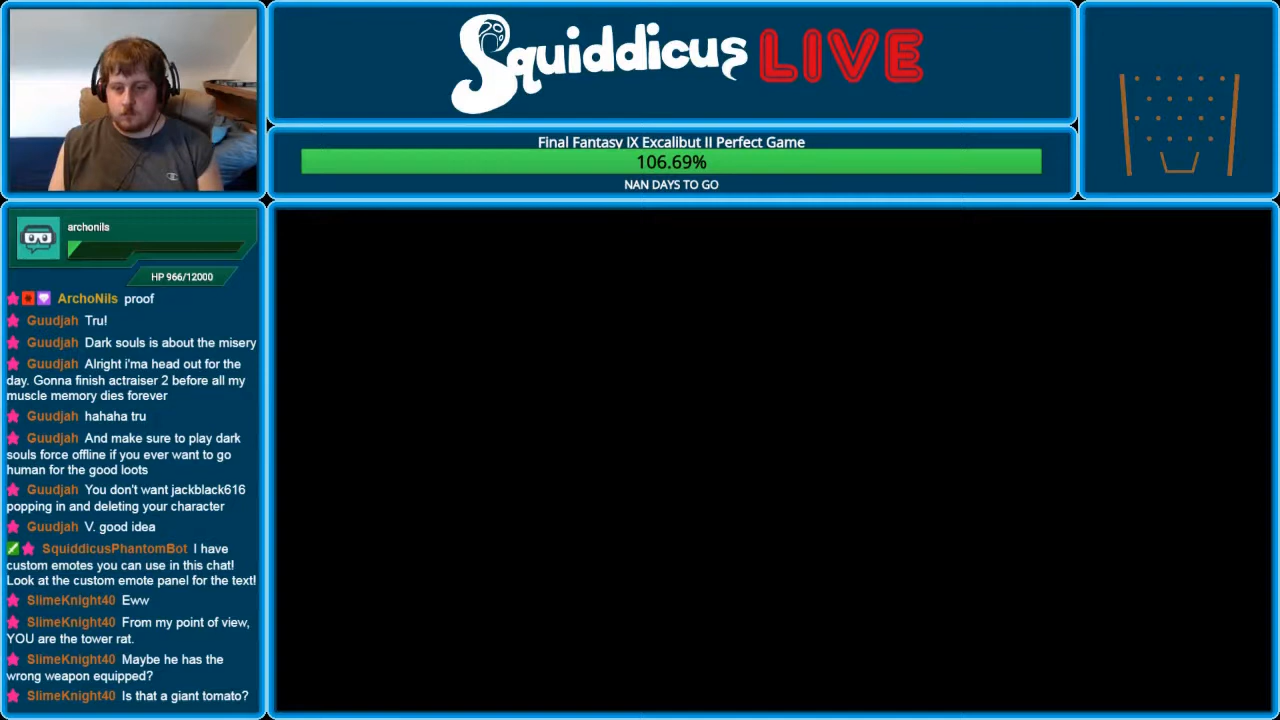 Squiddicus LIVE
Final Fantasy IX Excalibut II Perfect Game
106.69%
NAN DAYS TO GO
archonils
HP 966/12000
ArchoNils proof
Guudjah Tru!
Guudjah Dark souls is about the misery
Guudjah Alright i'ma head out for the
day. Gonna finish actraiser 2 before all my
muscle memory dies forever
Guudjah hahaha tru
Guudjah And make sure to play dark
souls force offline if you ever want to go
human for the good loots
Guudjah You don't want jackblack616
popping in and deleting your character
Guudjah V. good idea
SquiddicusPhantomBot I have
custom emotes you can use in this chat!
Look at the custom emote panel for the text!
SlimeKnight40 Eww
SlimeKnight40 From my point of view,
YOU are the tower rat.
SlimeKnight40 Maybe he has the
wrong weapon equipped?
SlimeKnight40 Is that a giant tomato?